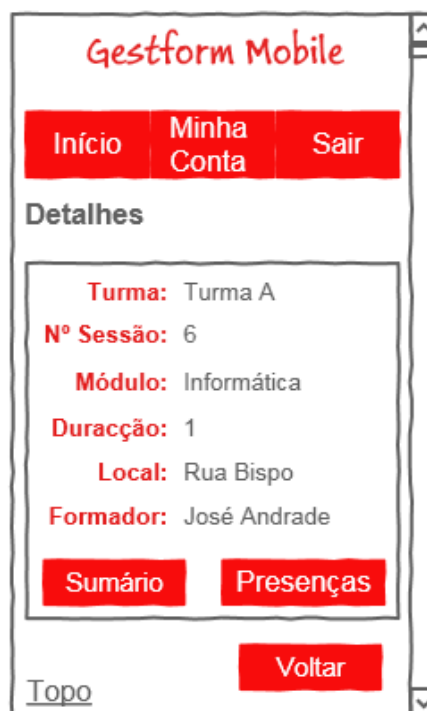 Gestform Mobile
Início
Minha
Conta
Sair
Detalhes
Turma: Turma A
Nº Sessão: 6
Módulo: Informática
Duracção: 1
Local: Rua Bispo
Formador: José Andrade
Sumário
Presenças
Voltar
Topo